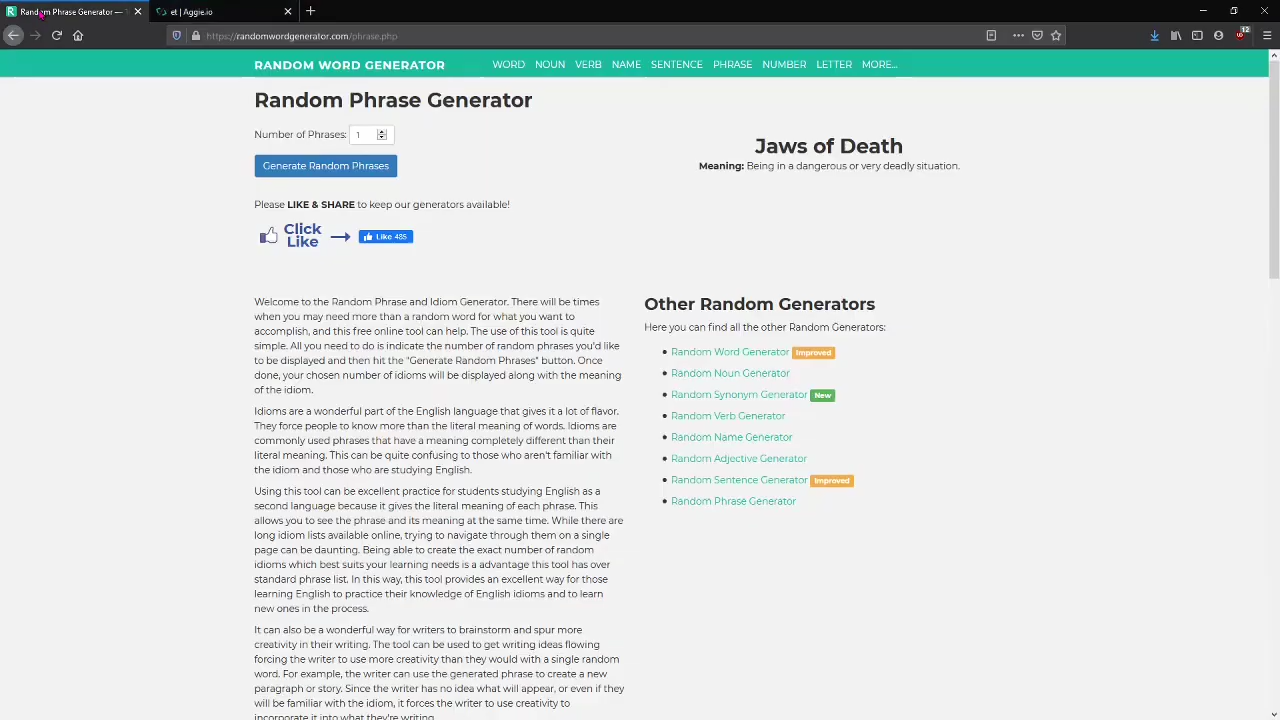 Random Phrase Generator —
et | Aggie.io
https://randomwordgenerator.com/phrase.php
12
RANDOM WORD GENERATOR
WORD NOUN VERB NAME SENTENCE PHRASE NUMBER LETTER MORE...
Random Phrase Generator
Number of Phrases: 1
Generate Random Phrases
Jaws of Death
Meaning: Being in a dangerous or very deadly situation.
Please LIKE & SHARE to keep our generators available!
Click
Like
Like 485
Welcome to the Random Phrase and Idiom Generator. There will be times
when you may need more than a random word for what you want to
accomplish, and this free online tool can help. The use of this tool is quite
simple. All you need to do is indicate the number of random phrases you'd like
to be displayed and then hit the "Generate Random Phrases" button. Once
done, your chosen number of idioms will be displayed along with the meaning
of the idiom.
Idioms are a wonderful part of the English language that gives it a lot of flavor.
They force people to know more than the literal meaning of words. Idioms are
commonly used phrases that have a meaning completely different than their
literal meaning. This can be quite confusing to those who aren't familiar with
the idiom and those who are studying English.
Using this tool can be excellent practice for students studying English as a
second language because it gives the literal meaning of each phrase. This
allows you to see the phrase and its meaning at the same time. While there are
long idiom lists available online, trying to navigate through them on a single
page can be daunting. Being able to create the exact number of random
idioms which best suits your learning needs is a advantage this tool has over
standard phrase list. In this way, this tool provides an excellent way for those
learning English to practice their knowledge of English idioms and to learn
new ones in the process.
It can also be a wonderful way for writers to brainstorm and spur more
creativity in their writing. The tool can be used to get writing ideas flowing
forcing the writer to use more creativity than they would with a single random
word. For example, the writer can use the generated phrase to create a new
paragraph or story. Since the writer has no idea what will appear, or even if they
will be familiar with the idiom, it forces the writer to use creativity to
incorporate it into what they're writing.
Other Random Generators
Here you can find all the other Random Generators:
Random Word Generator Improved
Random Noun Generator
Random Synonym Generator New
Random Verb Generator
Random Name Generator
Random Adjective Generator
Random Sentence Generator Improved
Random Phrase Generator